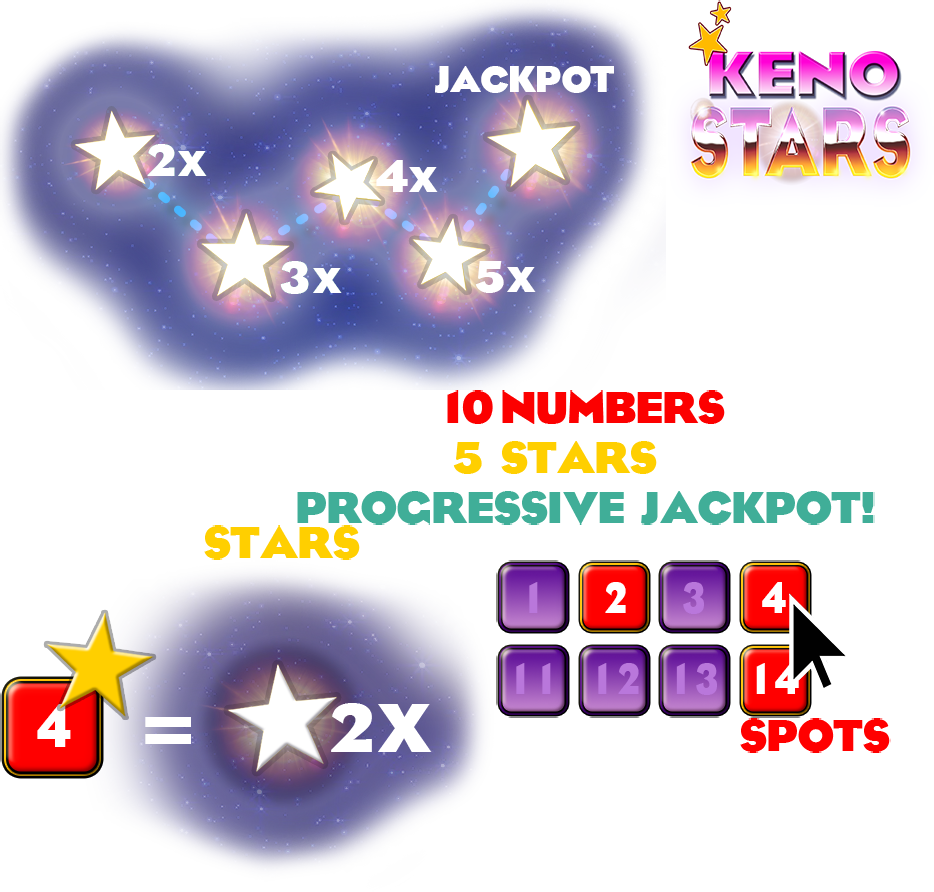 JACKPOT
KENO
STARS
2x
4x
3x
5x
10 NUMBERS
5 STARS
PROGRESSIVE JACKPOT!
STARS
1 2 3 4
11 12 13 14
4 = 2X
SPOTS